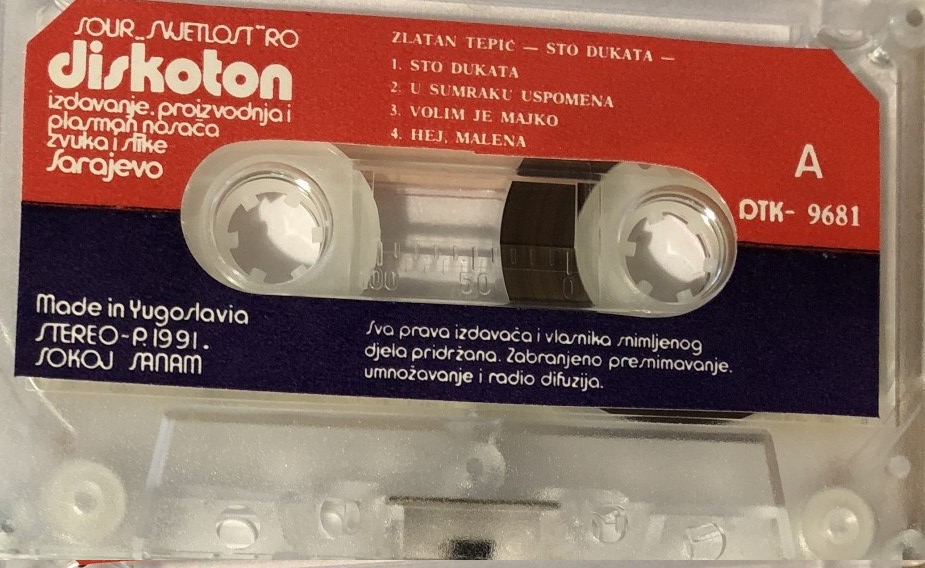 SOUR „SVJETLOST" RO
diskoton
izdavanje, proizvodnja i
plasman nosača
zvuka i slike
Sarajevo
ZLATAN TEPIĆ — STO DUKATA —
1. STO DUKATA
2. U SUMRAKU USPOMENA
3. VOLIM JE MAJKO
4. HEJ, MALENA
A
DTK- 9681
100 50 0
Made in Yugoslavia
STEREO-P.1991.
SOKOJ SANAM
Sva prava izdavača i vlasnika snimljenog
djela pridržana. Zabranjeno presnimavanje.
umnožavanje i radio difuzija.